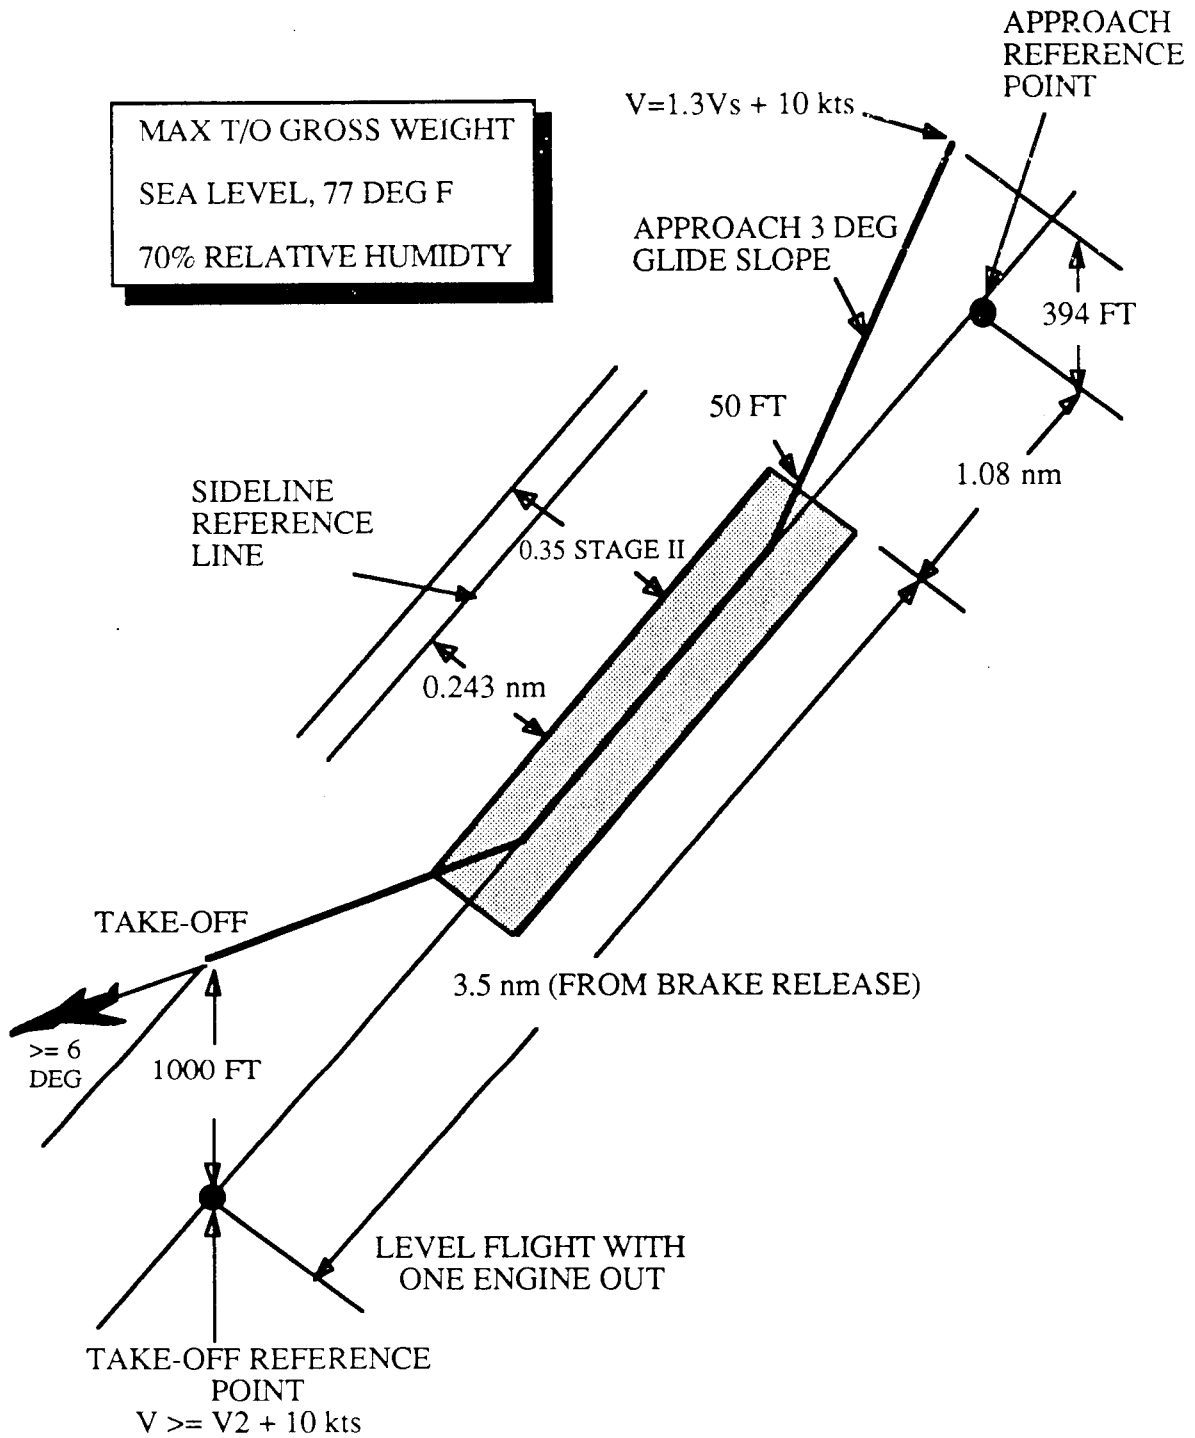 APPROACH
REFERENCE
POINT
V=1.3Vs + 10 kts
MAX T/O GROSS WEIGHT
SEA LEVEL, 77 DEG F
70% RELATIVE HUMIDTY
APPROACH 3 DEG
GLIDE SLOPE
394 FT
50 FT
1.08 nm
SIDELINE
REFERENCE
LINE
0.35 STAGE II
0.243 nm
TAKE-OFF
3.5 nm (FROM BRAKE RELEASE)
>= 6
DEG
1000 FT
LEVEL FLIGHT WITH
ONE ENGINE OUT
TAKE-OFF REFERENCE
POINT
V >= V2 + 10 kts